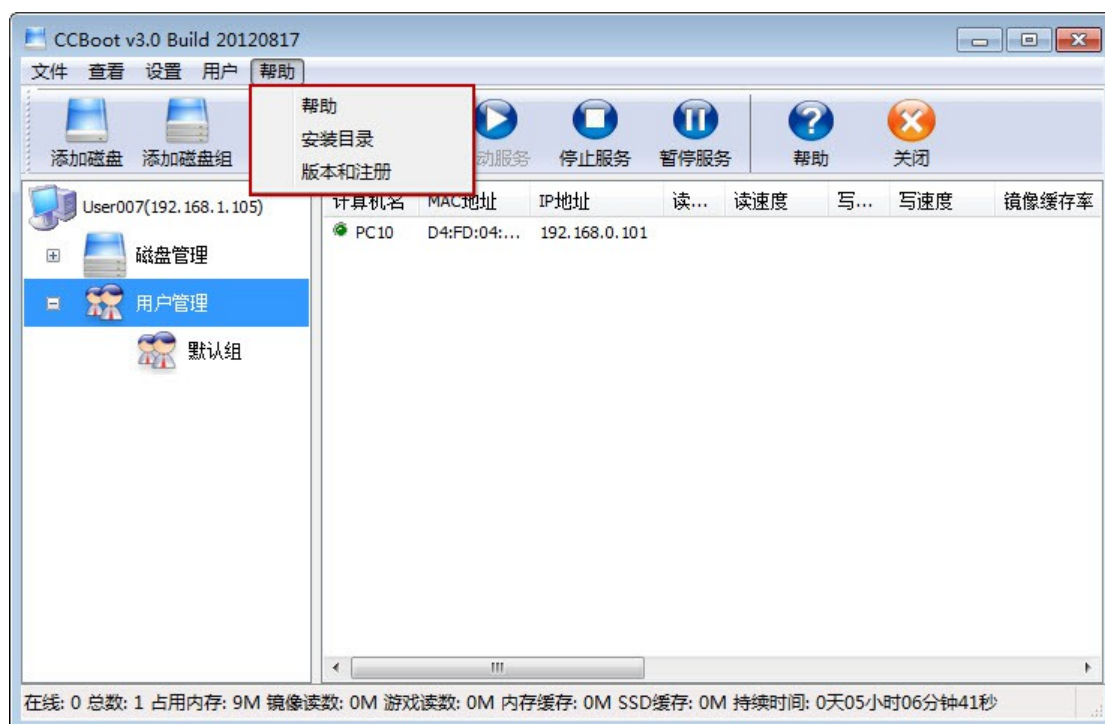 CCBoot v3.0 Build 20120817
文件 查看 设置 用户 帮助
帮助
安装目录
版本和注册
添加磁盘 添加磁盘组 动服务 停止服务 暂停服务 帮助 关闭
User007(192.168.1.105)
磁盘管理
用户管理
默认组
计算机名 MAC地址 IP地址 读... 读速度 写... 写速度 镜像缓存率
PC10 D4:FD:04:... 192.168.0.101
在线: 0 总数: 1 占用内存: 9M 镜像读数: 0M 游戏读数: 0M 内存缓存: 0M SSD缓存: 0M 持续时间: 0天05小时06分钟41秒